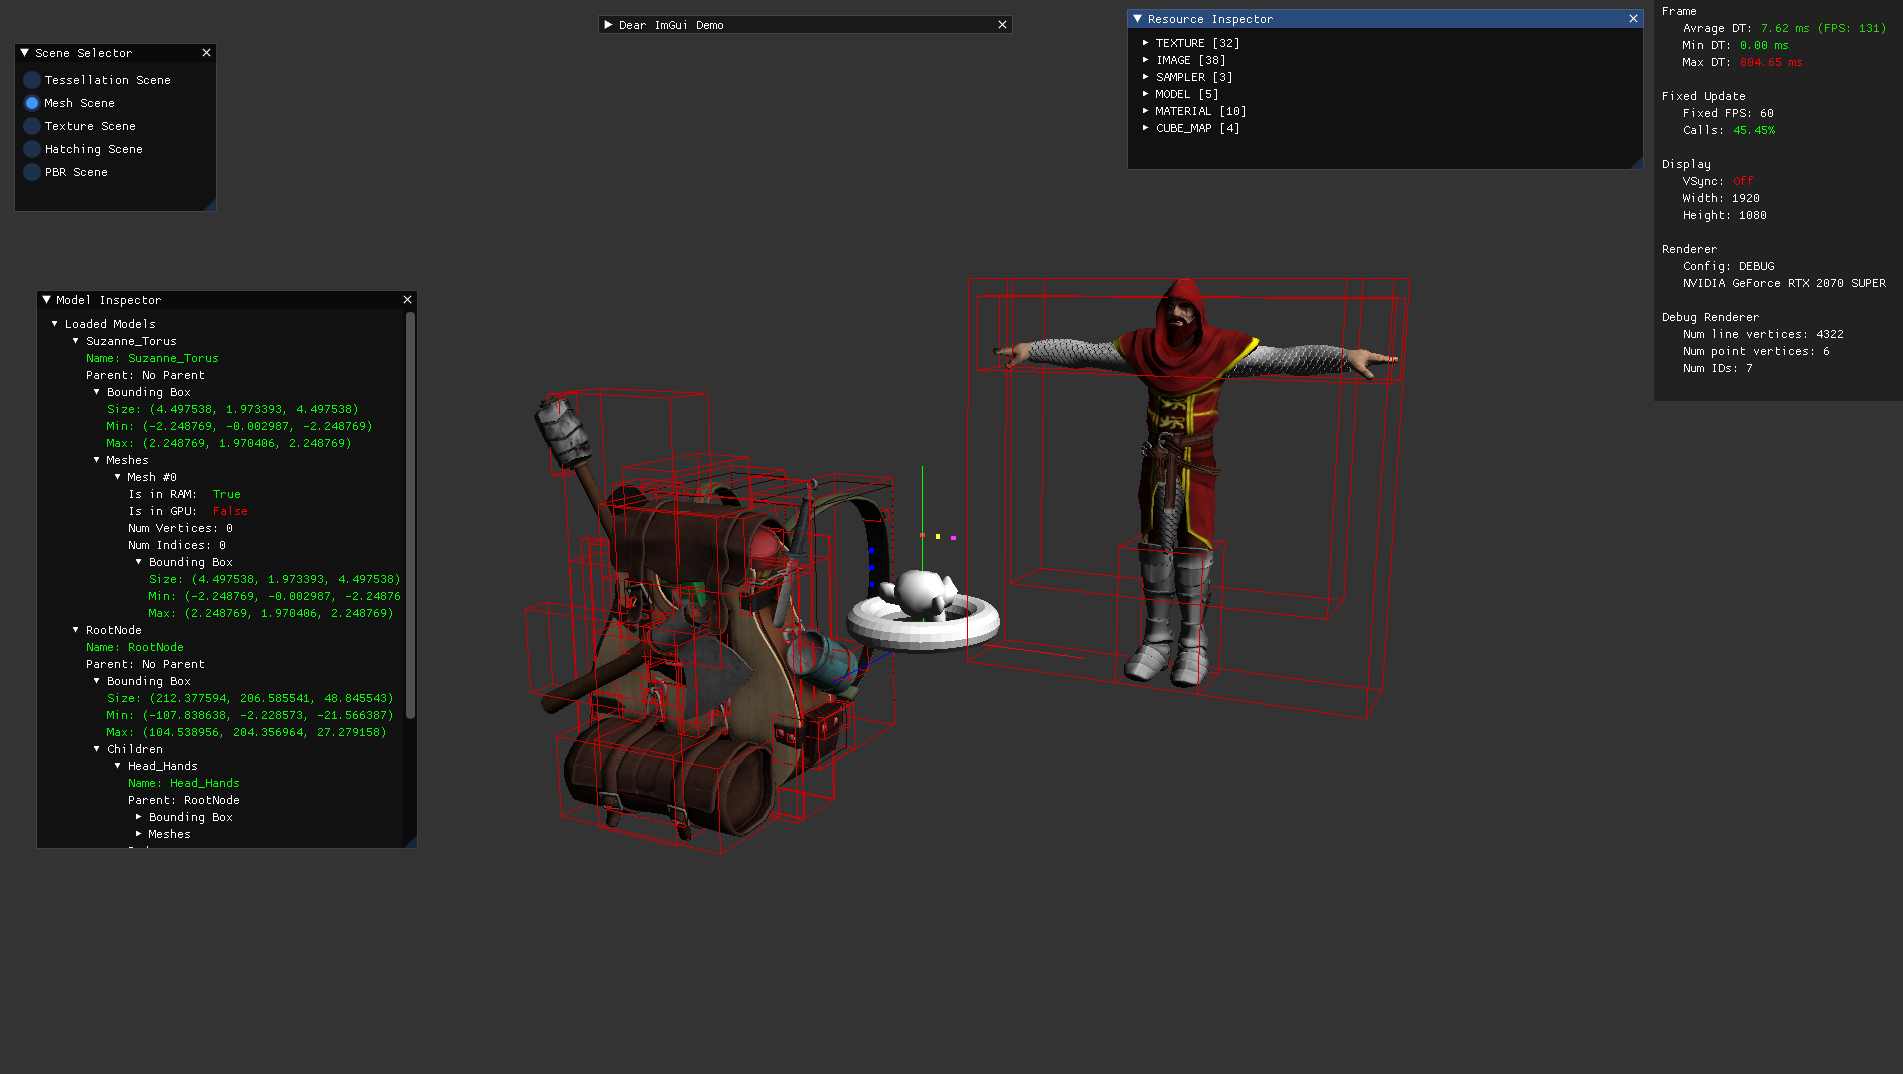 Scene Selector
Tessellation Scene
Mesh Scene
Texture Scene
Hatching Scene
PBR Scene
Dear ImGui Demo
Resource Inspector
TEXTURE [32]
IMAGE [38]
SAMPLER [3]
MODEL [5]
MATERIAL [10]
CUBE_MAP [4]
Frame
Avrage DT: 7.62 ms (FPS: 131)
Min DT: 0.00 ms
Max DT: 804.65 ms
Fixed Update
Fixed FPS: 60
Calls: 45.45%
Display
VSync: Off
Width: 1920
Height: 1080
Renderer
Config: DEBUG
NVIDIA GeForce RTX 2070 SUPER
Debug Renderer
Num line vertices: 4322
Num point vertices: 6
Num IDs: 7
Model Inspector
Loaded Models
Suzanne_Torus
Name: Suzanne_Torus
Parent: No Parent
Bounding Box
Size: (4.497538, 1.973393, 4.497538)
Min: (-2.248769, -0.002987, -2.248769)
Max: (2.248769, 1.970406, 2.248769)
Meshes
Mesh #0
Is in RAM: True
Is in GPU: False
Num Vertices: 0
Num Indices: 0
Bounding Box
Size: (4.497538, 1.973393, 4.497538)
Min: (-2.248769, -0.002987, -2.24876
Max: (2.248769, 1.970406, 2.248769)
RootNode
Name: RootNode
Parent: No Parent
Bounding Box
Size: (212.377594, 206.585541, 48.845543)
Min: (-107.838638, -2.228573, -21.566387)
Max: (104.538956, 204.356964, 27.279158)
Children
Head_Hands
Name: Head_Hands
Parent: RootNode
Bounding Box
Meshes